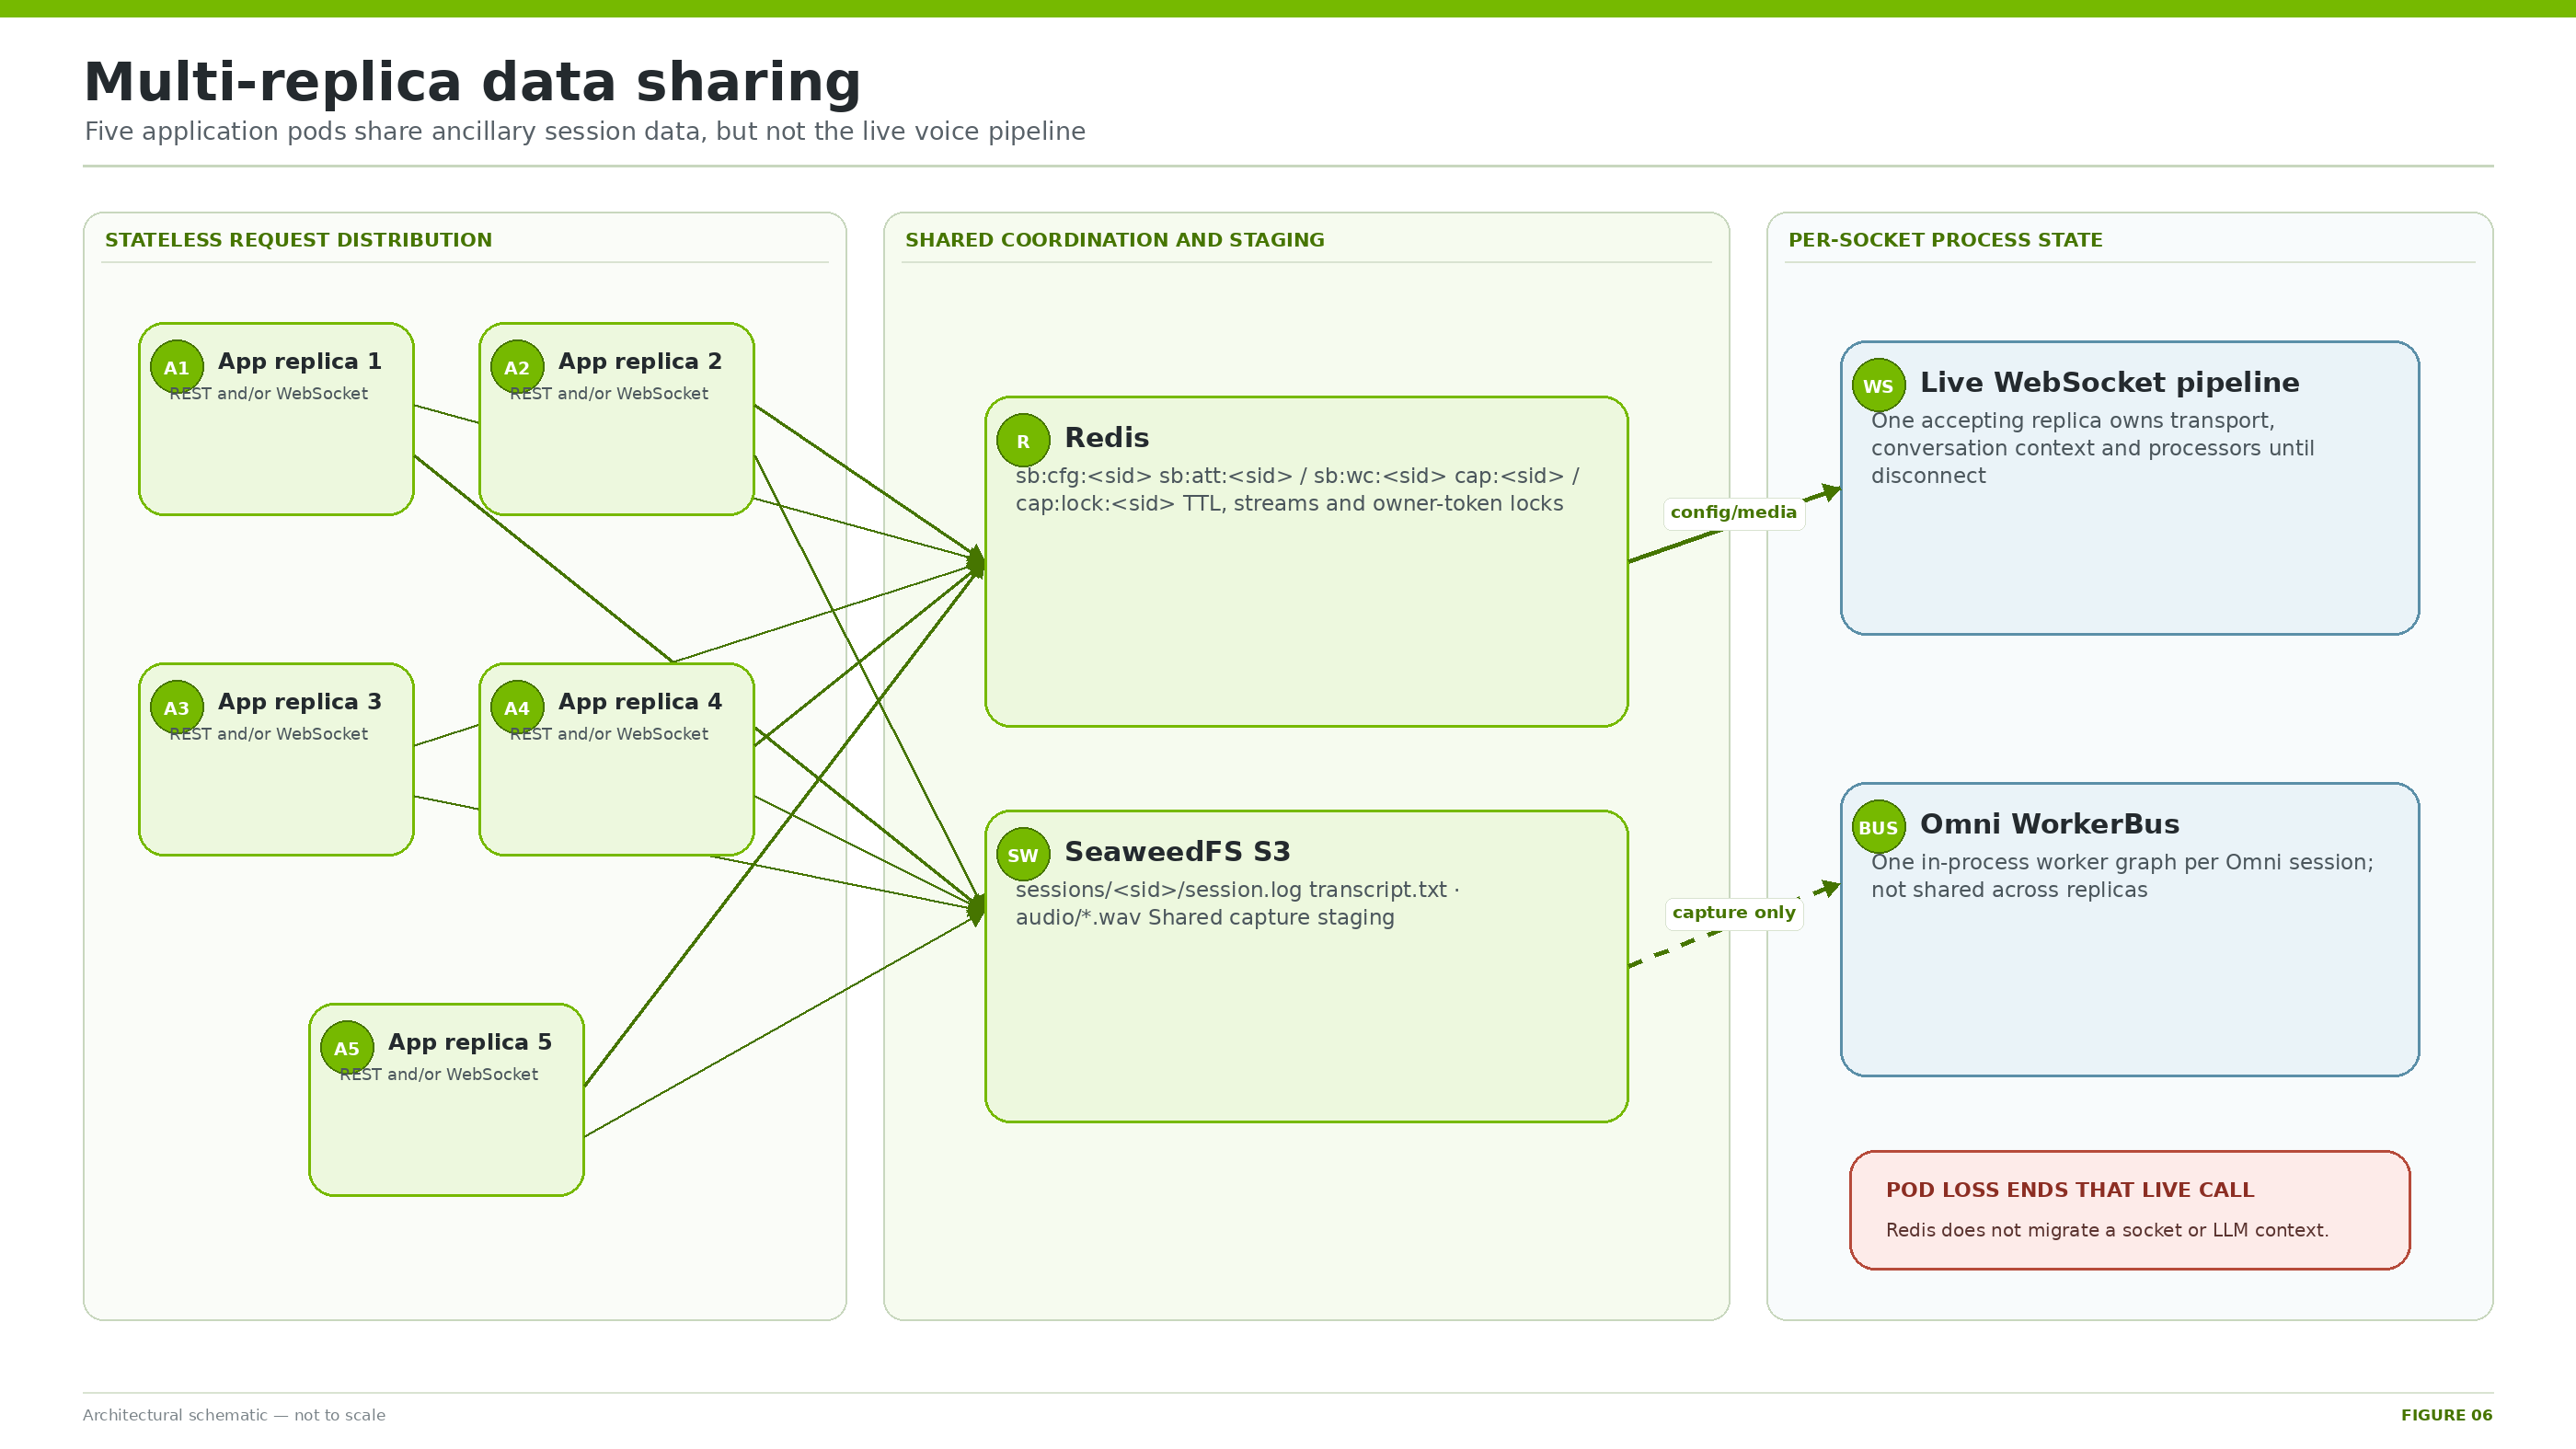 Multi-replica data sharing
Five application pods share ancillary session data, but not the live voice pipeline
STATELESS REQUEST DISTRIBUTION
A1
App replica 1
REST and/or WebSocket
A2
App replica 2
REST and/or WebSocket
A3
App replica 3
REST and/or WebSocket
A4
App replica 4
REST and/or WebSocket
A5
App replica 5
REST and/or WebSocket
SHARED COORDINATION AND STAGING
R
Redis
sb:cfg:<sid> sb:att:<sid> / sb:wc:<sid> cap:<sid> /
cap:lock:<sid> TTL, streams and owner-token locks
SW
SeaweedFS S3
sessions/<sid>/session.log transcript.txt ·
audio/*.wav Shared capture staging
config/media
capture only
PER-SOCKET PROCESS STATE
WS
Live WebSocket pipeline
One accepting replica owns transport,
conversation context and processors until
disconnect
BUS
Omni WorkerBus
One in-process worker graph per Omni session;
not shared across replicas
POD LOSS ENDS THAT LIVE CALL
Redis does not migrate a socket or LLM context.
Architectural schematic — not to scale
FIGURE 06